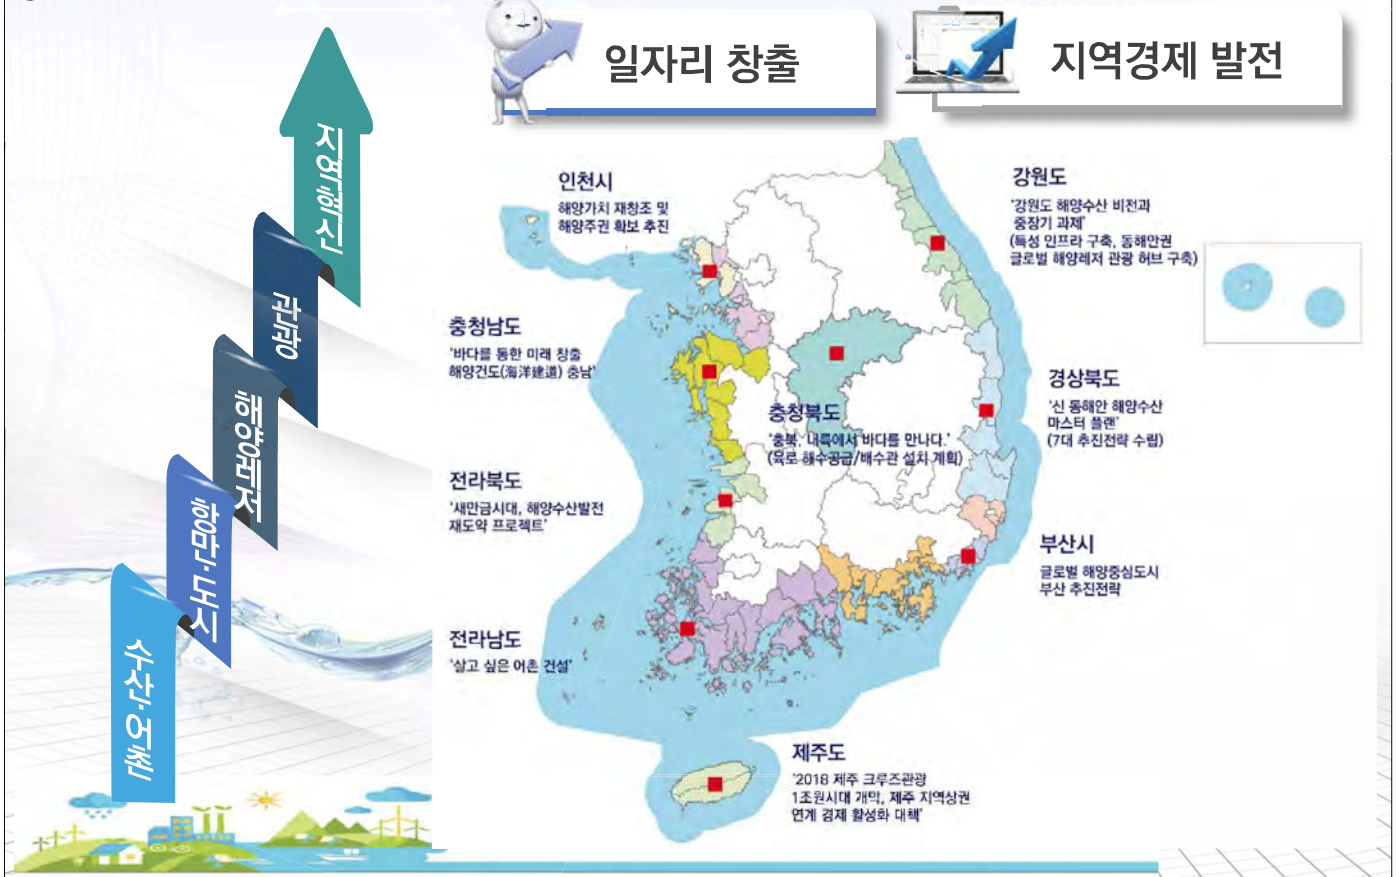 일자리 창출
지역경제 발전
지역혁신
관광
해양레저
항만·도시
수산·어촌
인천시
해양가치 재창조 및
해양주권 확보 추진
강원도
'강원도 해양수산 비전과
중장기 과제'
(특성 인프라 구축, 동해안권
글로벌 해양레저 관광 허브 구축)
충청남도
'바다를 통한 미래 창출
해양건도(海洋建道) 충남'
경상북도
'신 동해안 해양수산
마스터 플랜'
(7대 추진전략 수립)
충청북도
'충북, 내륙에서 바다를 만나다.'
(육로 해수공급/배수관 설치 계획)
전라북도
'새만금시대, 해양수산발전
재도약 프로젝트'
부산시
글로벌 해양중심도시
부산 추진전략
전라남도
'살고 싶은 어촌 건설'
제주도
'2018 제주 크루즈관광
1조원시대 개막, 제주 지역상권
연계 경제 활성화 대책'